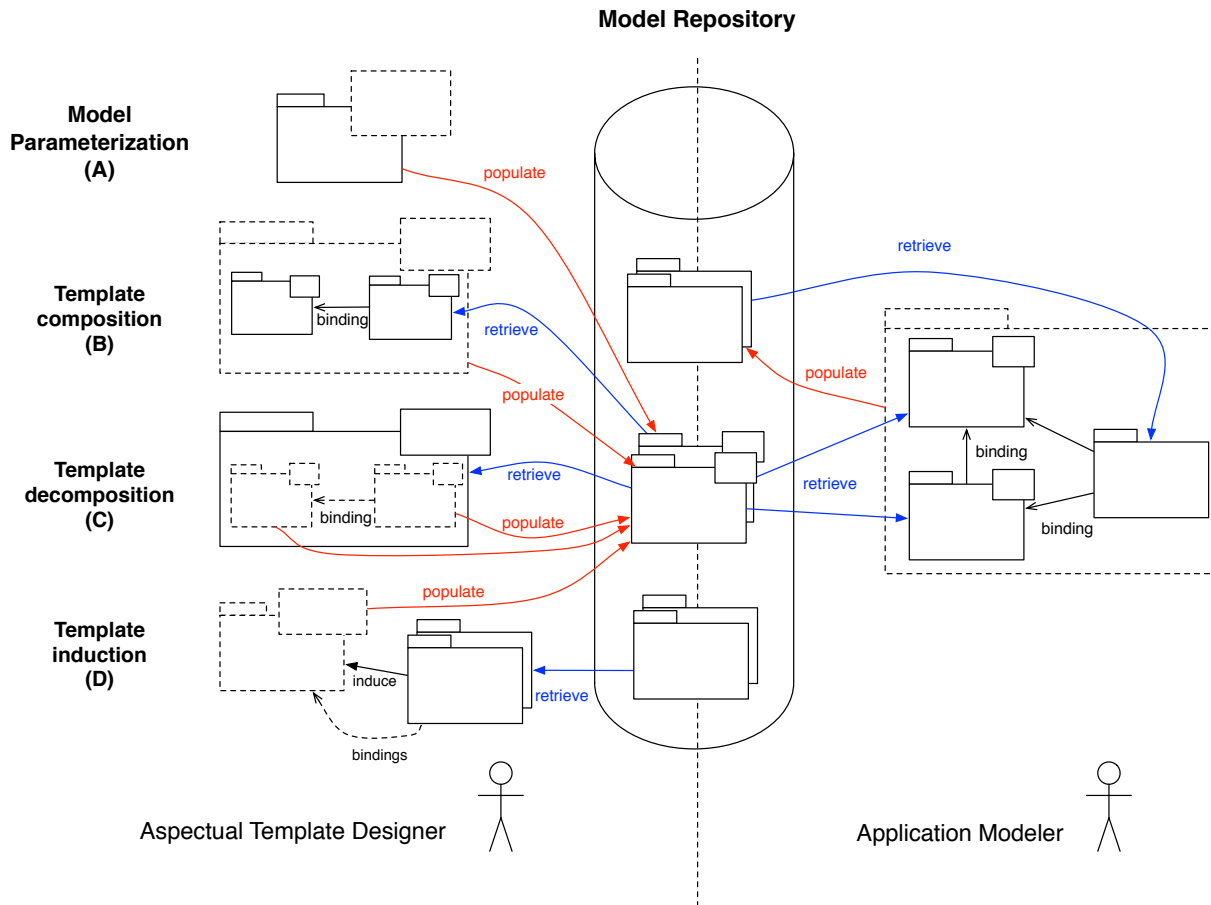 Model Repository
Model
Parameterization
(A)
populate
Template
composition
(B)
binding
retrieve
populate
retrieve
populate
Template
decomposition
(C)
binding
retrieve
populate
retrieve
binding
binding
Template
induction
(D)
populate
induce
retrieve
bindings
Aspectual Template Designer
Application Modeler